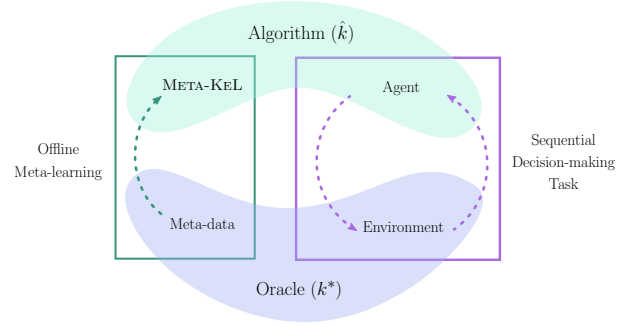 Algorithm (k̂)
META-KEL
Agent
Offline
Meta-learning
Sequential
Decision-making
Task
Meta-data
Environment
Oracle (k*)